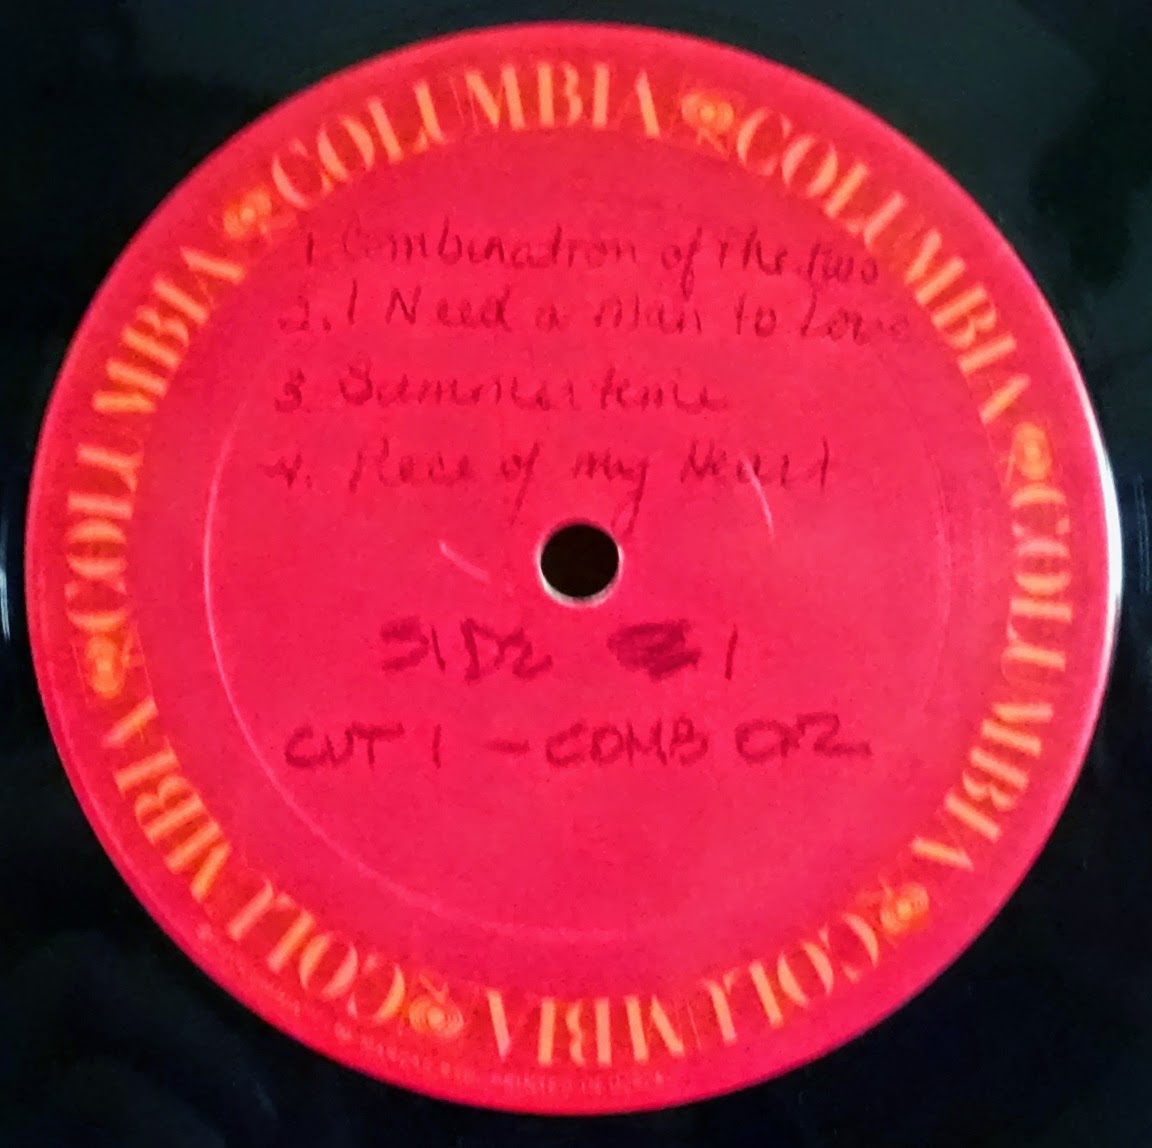 COLUMBIA COLUMBIA COLUMBIA COLUMBIA COLUMBIA COLUMBIA
1. Combination of The two
2. I Need a Man to Love
3. Summertime
4. Piece of my Heart
SIDE 1
CUT 1 - COMB OF 2